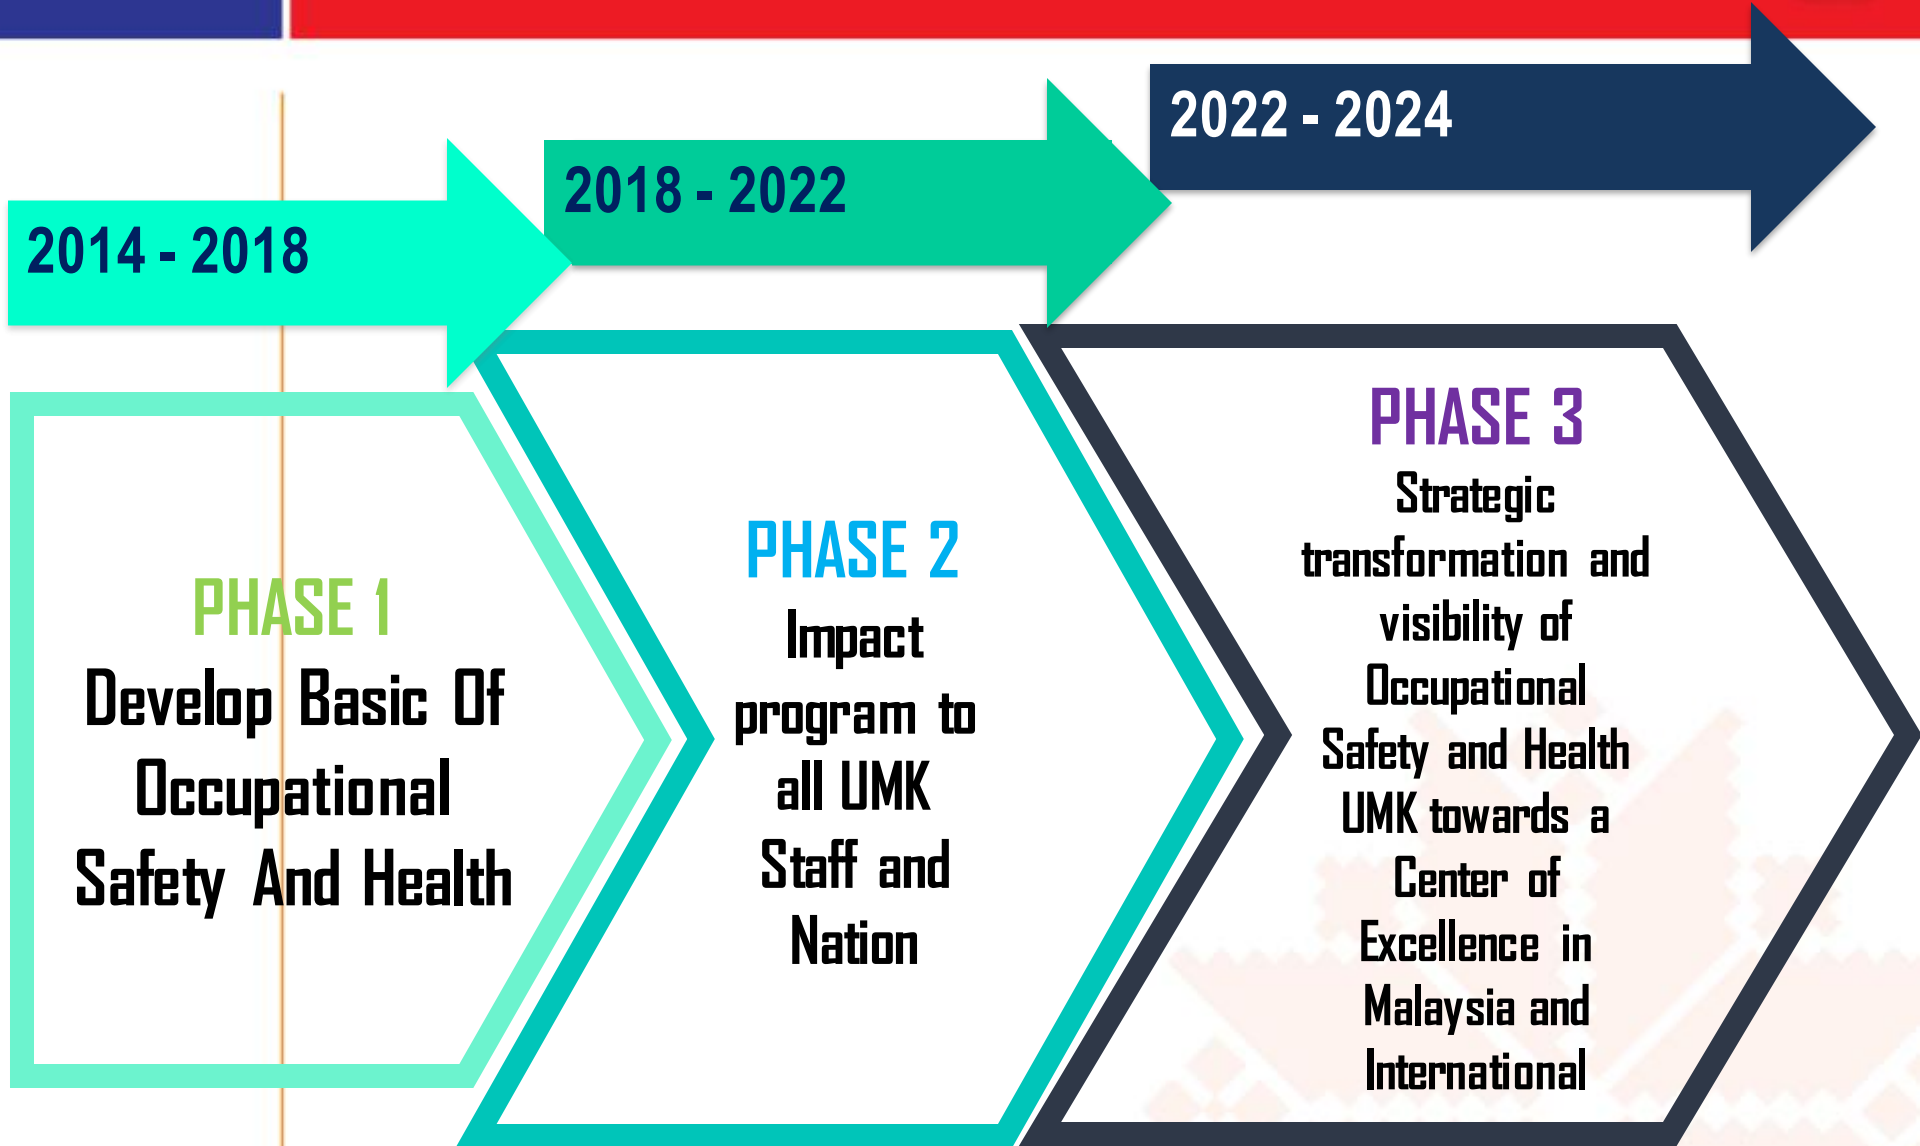 2014 - 2018
2018 - 2022
2022 - 2024
PHASE 1
Develop Basic Of
Occupational
Safety And Health
PHASE 2
Impact
program to
all UMK
Staff and
Nation
PHASE 3
Strategic
transformation and
visibility of
Occupational
Safety and Health
UMK towards a
Center of
Excellence in
Malaysia and
International